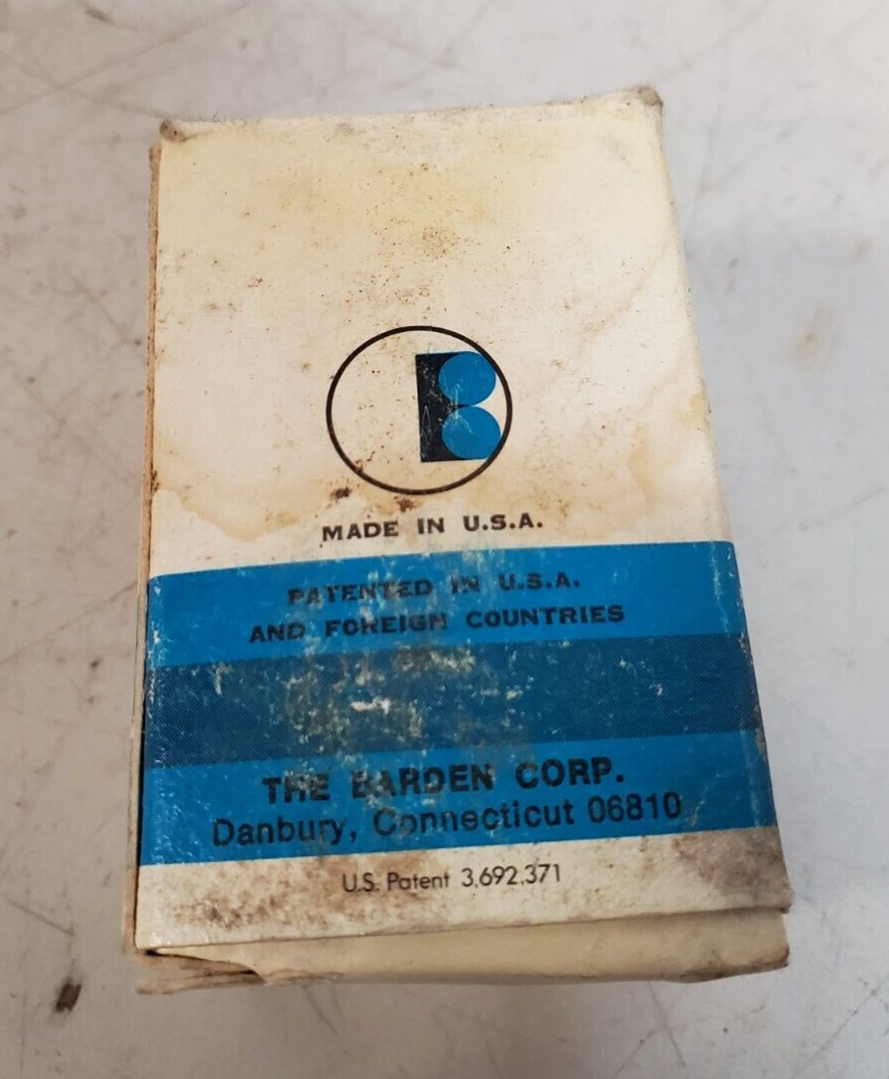 MADE IN U.S.A.
PATENTED IN U.S.A.
AND FOREIGN COUNTRIES
THE BARDEN CORP.
Danbury, Connecticut 06810
U.S. Patent 3,692,371